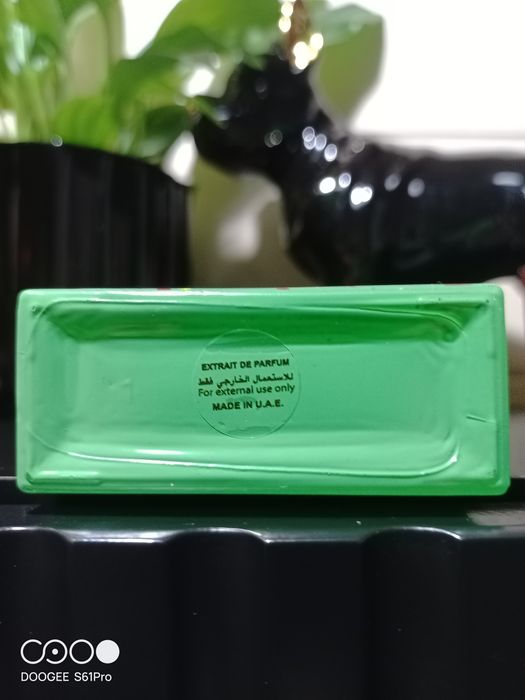 EXTRAIT DE PARFUM
للاستعمال الخارجي فقط
For external use only
MADE IN U.A.E.
DOOGEE S61Pro